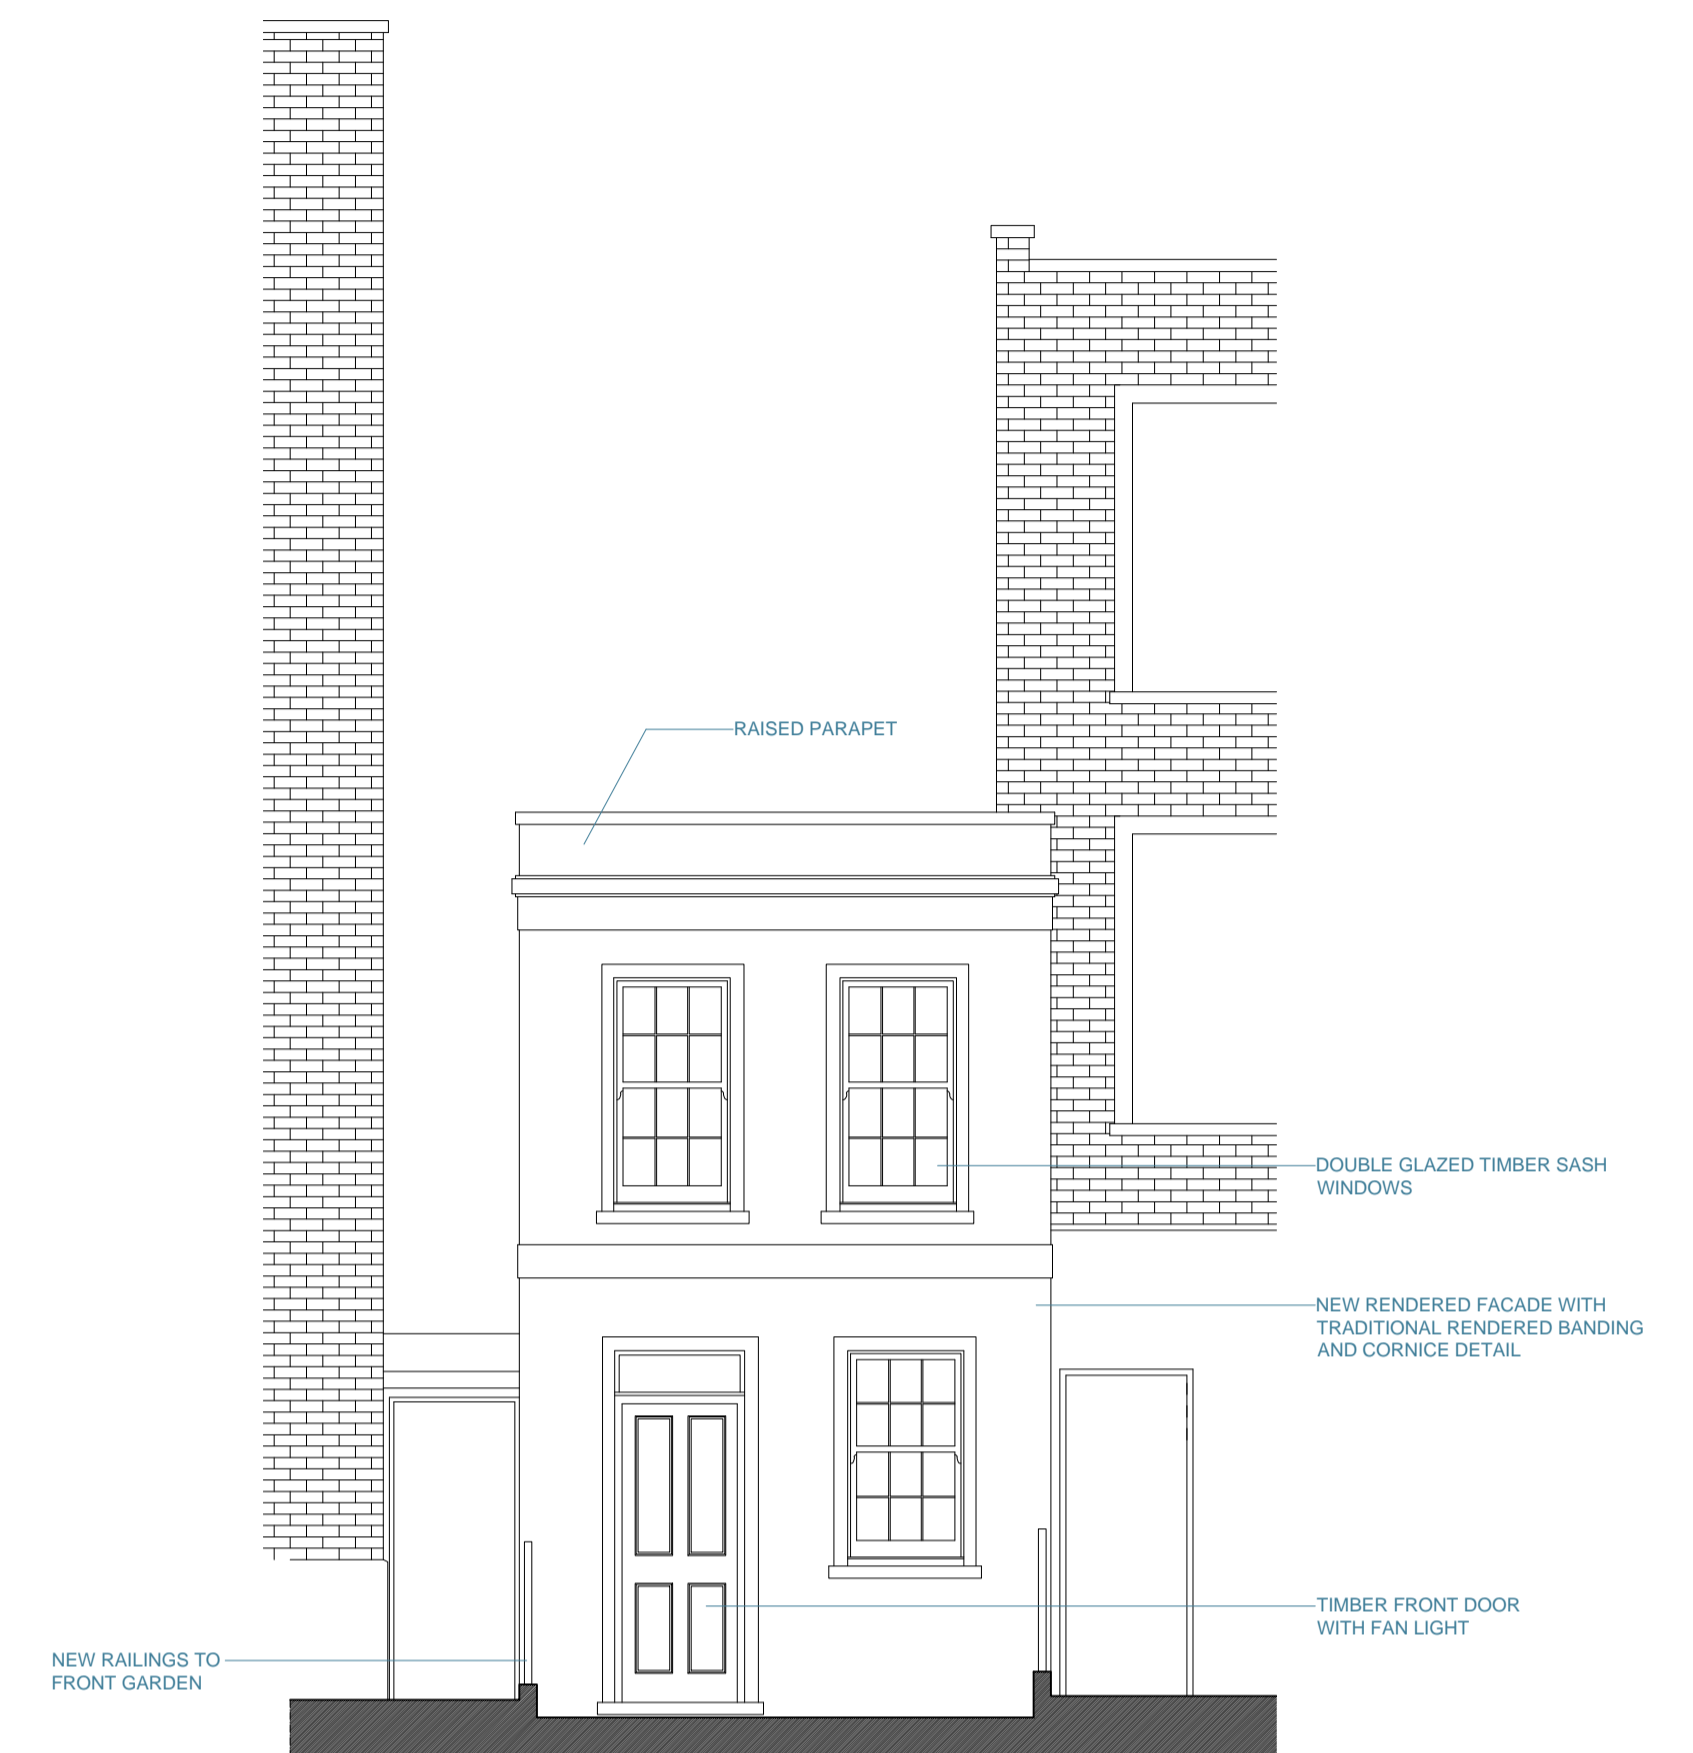 RAISED PARAPET
DOUBLE GLAZED TIMBER SASH
WINDOWS
NEW RENDERED FACADE WITH
TRADITIONAL RENDERED BANDING
AND CORNICE DETAIL
TIMBER FRONT DOOR
WITH FAN LIGHT
NEW RAILINGS TO
FRONT GARDEN